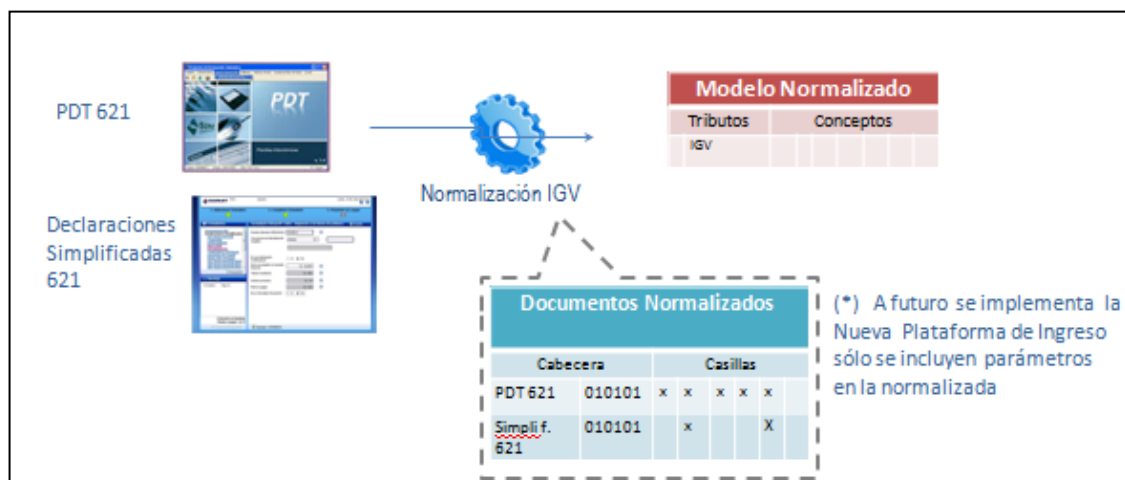 PDT 621
PDT
Normalización IGV
Modelo Normalizado
Tributos Conceptos
IGV
Declaraciones
Simplificadas
621
Documentos Normalizados
Cabecera Casillas
PDT 621 010101 x x x x x
Simplif. 010101 x X
621
(*) A futuro se implementa la
Nueva Plataforma de Ingreso
sólo se incluyen parámetros
en la normalizada